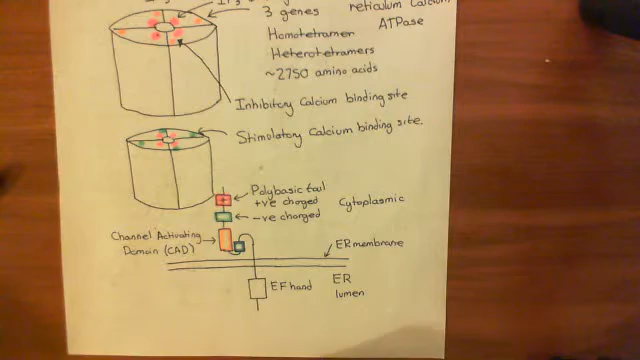 3 genes
reticulum Calcium
ATPase
Homotetramer
Heterotetramers
~2750 amino acids
Inhibitory Calcium binding site
Stimulatory Calcium binding site.
Polybasic tail
+ve charged
Cytoplasmic
-ve charged
Channel Activating
Domain (CAD)
ER membrane
EF hand
ER
lumen